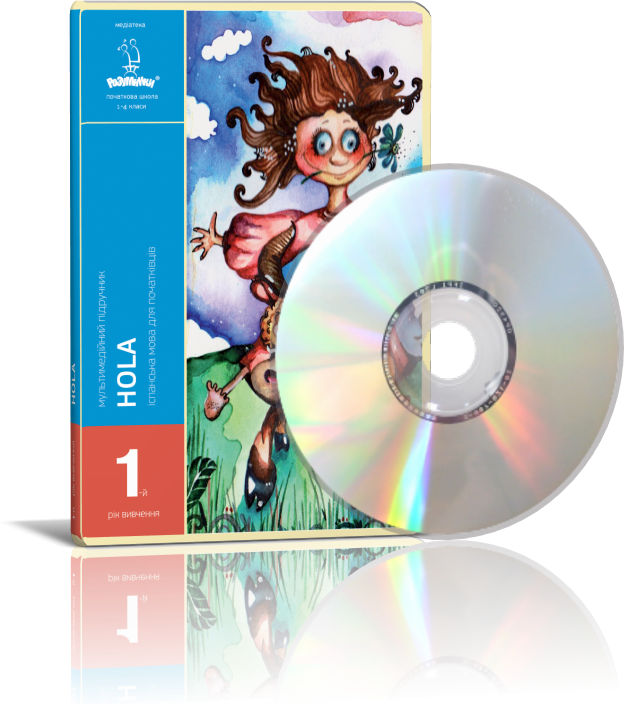 медіатека
РОЗУМНИКИ®
початкова школа
1-4 класи
мультимедійний підручник
HOLA
іспанська мова для початківців
1-й
рік вивчення
HOLA